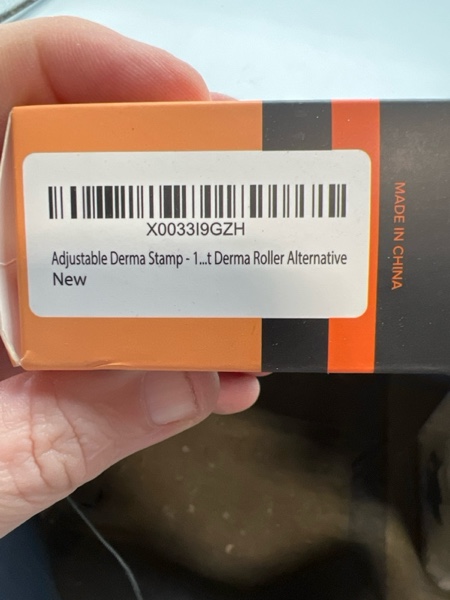 X0033I9GZH
Adjustable Derma Stamp - 1...t Derma Roller Alternative
New
MADE IN CHINA